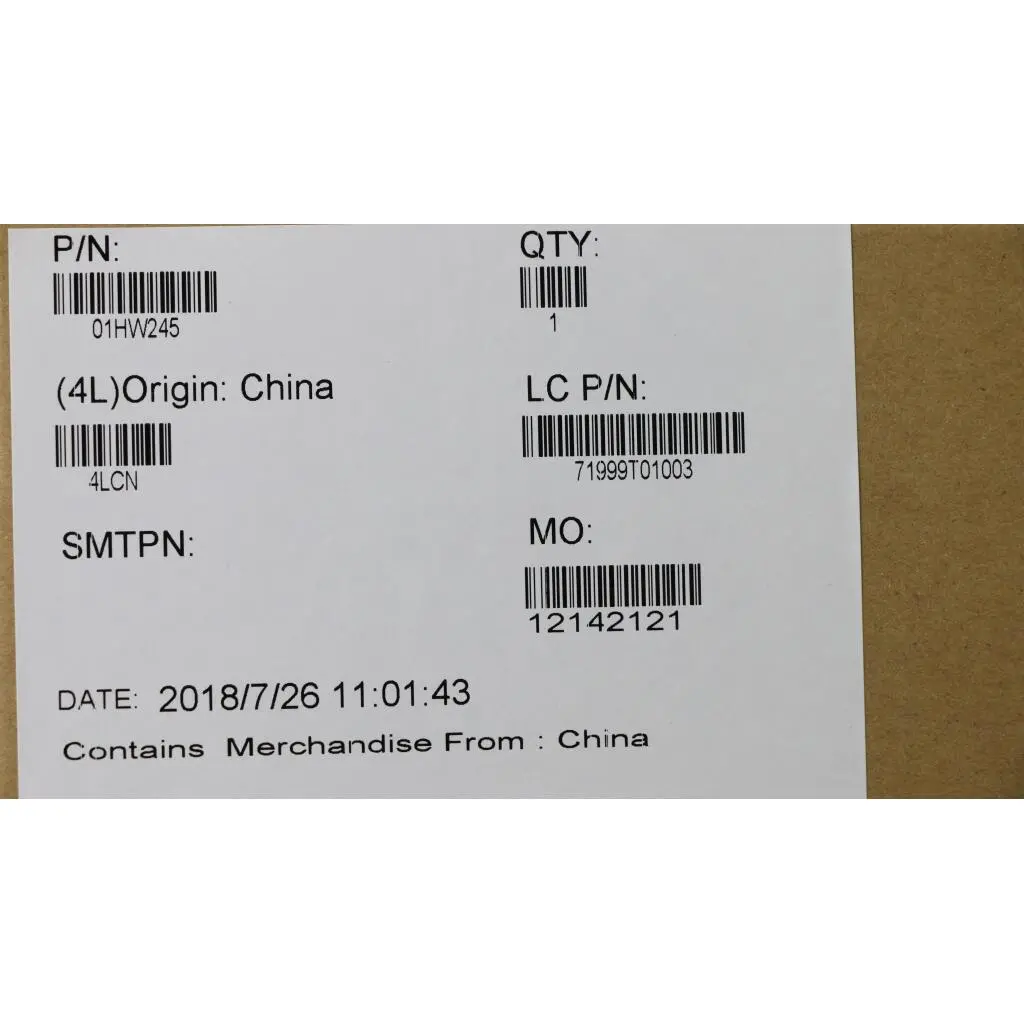 P/N:
01HW245
QTY:
1
(4L)Origin: China
4LCN
LC P/N:
71999T01003
SMTPN:
MO:
12142121
DATE: 2018/7/26 11:01:43
Contains Merchandise From : China